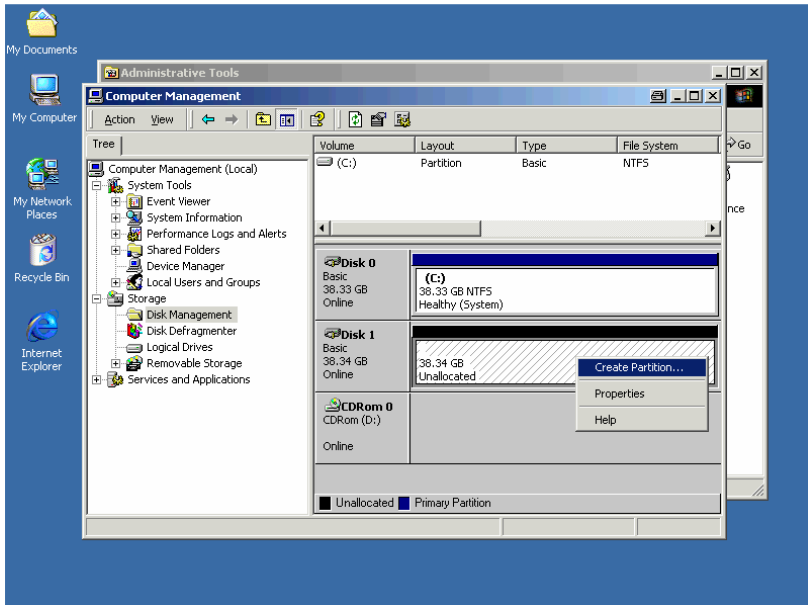 My Documents
Administrative Tools
Computer Management
My Computer
Action View
Go
Tree
Volume Layout Type File System
Computer Management (Local)
(C:) Partition Basic NTFS
System Tools
Event Viewer
System Information
Performance Logs and Alerts
Shared Folders
Device Manager
Local Users and Groups
Storage
Disk Management
Disk Defragmenter
Logical Drives
Removable Storage
Services and Applications
My Network
Places
nce
Recycle Bin
Internet
Explorer
Disk 0
Basic
38.33 GB
Online
(C:)
38.33 GB NTFS
Healthy (System)
Disk 1
Basic
38.34 GB
Online
38.34 GB
Unallocated
Create Partition...
Properties
Help
CDRom 0
CDRom (D:)
Online
Unallocated Primary Partition